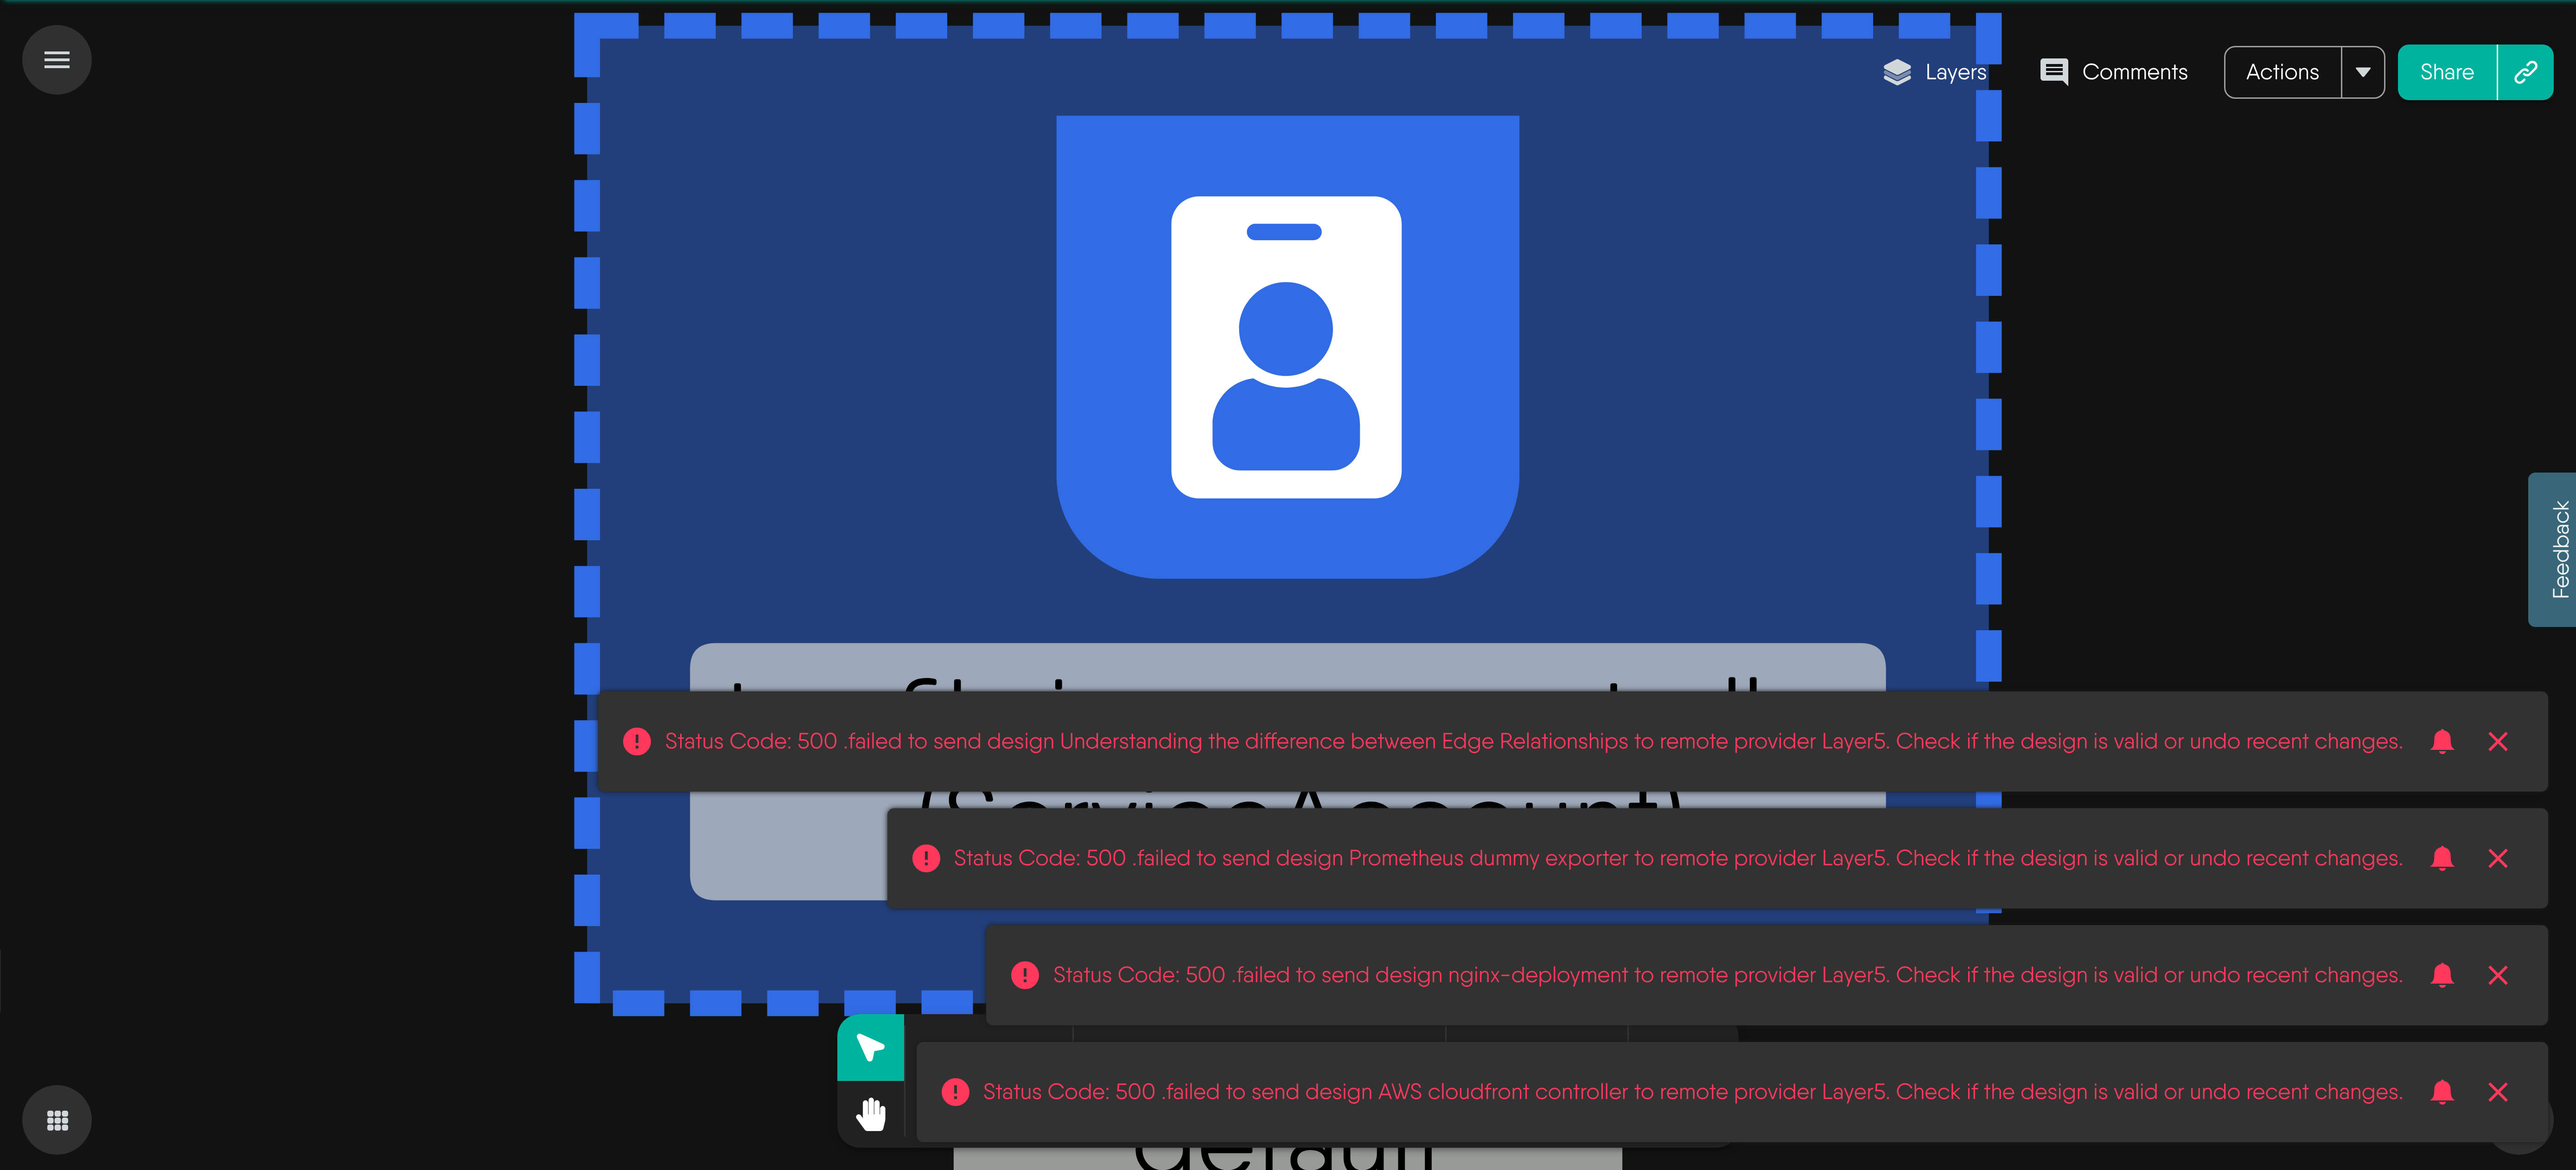 Layers
Comments
Actions
Share
Feedback
Status Code: 500 .failed to send design Understanding the difference between Edge Relationships to remote provider Layer5. Check if the design is valid or undo recent changes.
(ServiceAccount)
Status Code: 500 .failed to send design Prometheus dummy exporter to remote provider Layer5. Check if the design is valid or undo recent changes.
Status Code: 500 .failed to send design nginx-deployment to remote provider Layer5. Check if the design is valid or undo recent changes.
Status Code: 500 .failed to send design AWS cloudfront controller to remote provider Layer5. Check if the design is valid or undo recent changes.
default